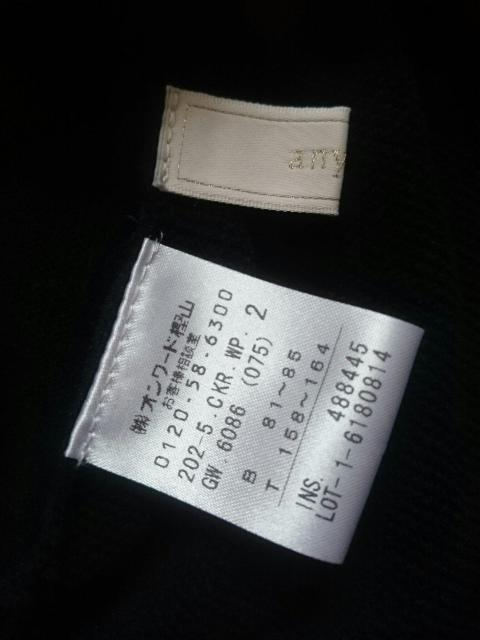 any
㈱オンワード樫山
お客様相談室
0120-58-6300
202-5.CKR.WP. 2
GW.6086 (075)
B 81~85
T 158~164
INS. 488445
LOT-1-6180814